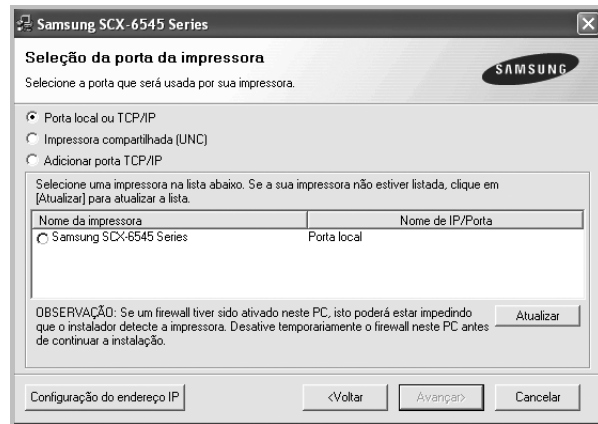 Samsung SCX-6545 Series
Seleção da porta da impressora
Selecione a porta que será usada por sua impressora.
SAMSUNG
Porta local ou TCP/IP
Impressora compartilhada (UNC)
Adicionar porta TCP/IP
Selecione uma impressora na lista abaixo. Se a sua impressora não estiver listada, clique em
[Atualizar] para atualizar a lista.
Nome da impressora Nome de IP/Porta
Samsung SCX-6545 Series Porta local
OBSERVAÇÃO: Se um firewall tiver sido ativado neste PC, isto poderá estar impedindo
que o instalador detecte a impressora. Desative temporariamente o firewall neste PC antes
de continuar a instalação.
Atualizar
Configuração do endereço IP <Voltar Avançar> Cancelar